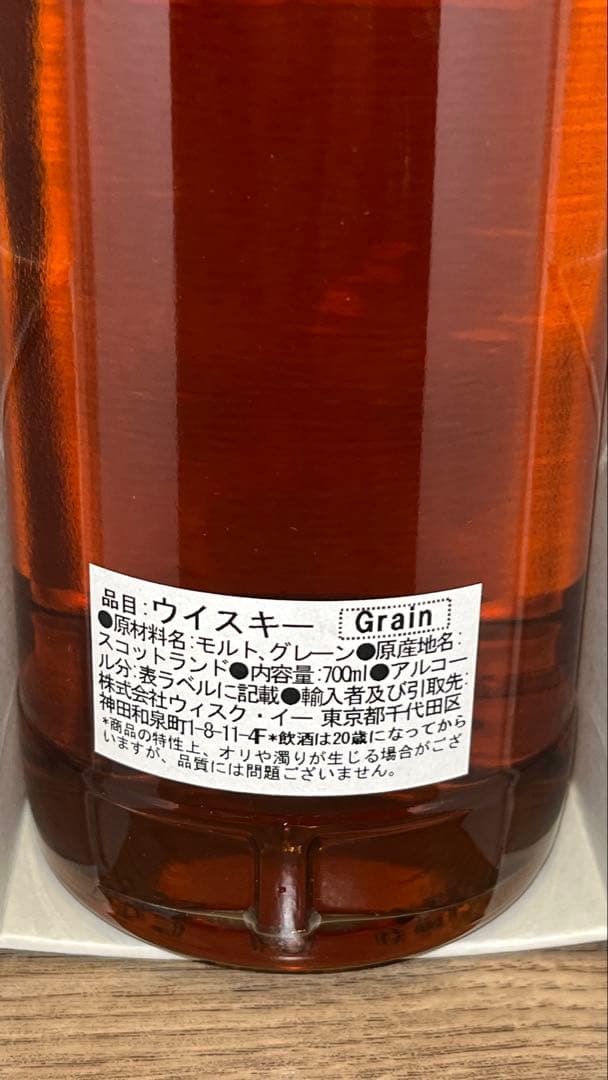 品目:ウイスキー Grain
●原材料名:モルト、グレーン●原産地名:
スコットランド●内容量:700ml●アルコー
ル分:表ラベルに記載●輸入者及び引取先:
株式会社ウィスク・イー 東京都千代田区
神田和泉町1-8-11-4F*飲酒は20歳になってから
*商品の特性上、オリや濁りが生じる場合がござ
いますが、品質には問題ございません。